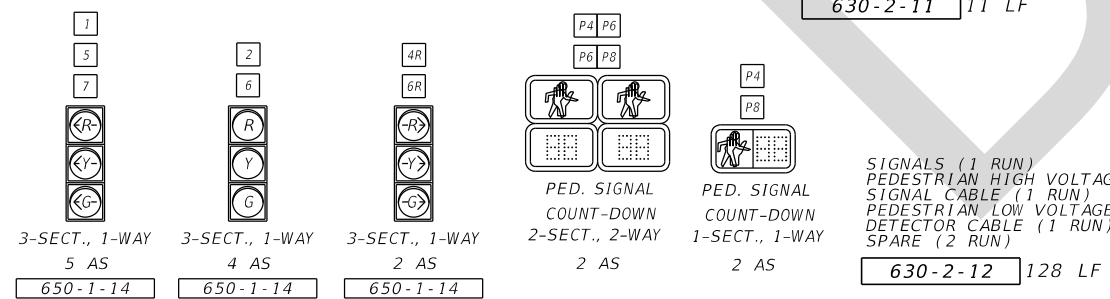 630-2-11 11 LF
1
5
7
<R-
<Y-
<G-
3-SECT., 1-WAY
5 AS
650-1-14
2
6
R
Y
G
3-SECT., 1-WAY
4 AS
650-1-14
4R
6R
-R>
-Y>
-G>
3-SECT., 1-WAY
2 AS
650-1-14
P4 P6
P6 P8
PED. SIGNAL
COUNT-DOWN
2-SECT., 2-WAY
2 AS
P4
P8
PED. SIGNAL
COUNT-DOWN
1-SECT., 1-WAY
2 AS
SIGNALS (1 RUN)
PEDESTRIAN HIGH VOLTAG
SIGNAL CABLE (1 RUN)
PEDESTRIAN LOW VOLTAGE
DETECTOR CABLE (1 RUN)
SPARE (2 RUN)
630-2-12 128 LF